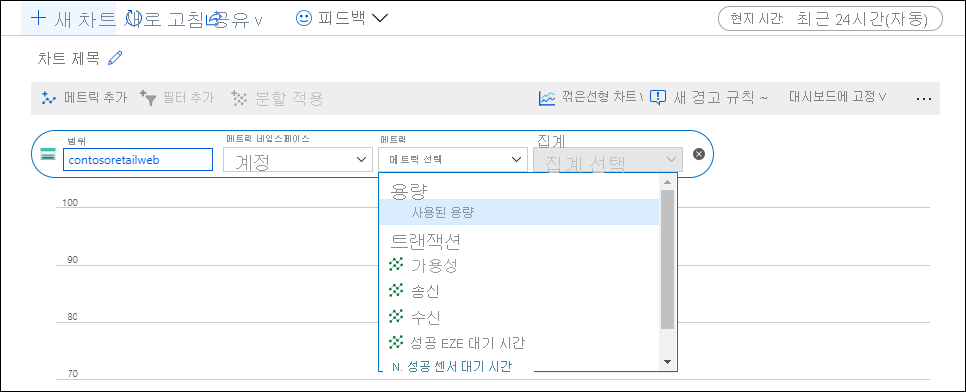 새 차트 새로 고침 공유 ∨ 피드백 현지 시간: 최근 24시간(자동)
차트 제목
메트릭 추가 필터 추가 분할 적용 꺾은선형 차트 \ 새 경고 규칙 ~ 대시보드에 고정 ∨ ...
범위 메트릭 네임스페이스 메트릭 집계
contosoretailweb 계정 메트릭 선택 집계 선택
용량
사용된 용량
트랜잭션
가용성
송신
수신
성공 EZE 대기 시간
N. 성공 센서 대기 시간
100
90
80
70